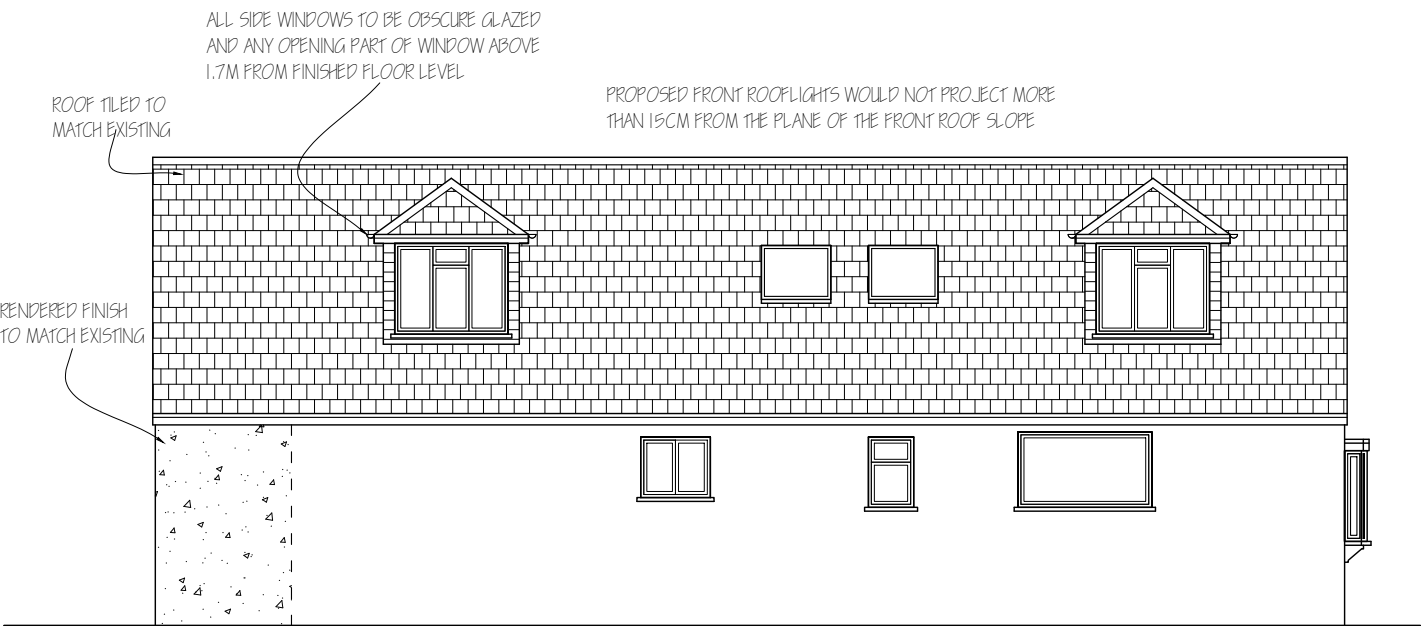 ALL SIDE WINDOWS TO BE OBSCURE GLAZED
AND ANY OPENING PART OF WINDOW ABOVE
1.7M FROM FINISHED FLOOR LEVEL
PROPOSED FRONT ROOFLIGHTS WOULD NOT PROJECT MORE
THAN 15CM FROM THE PLANE OF THE FRONT ROOF SLOPE
ROOF TILED TO
MATCH EXISTING
RENDERED FINISH
TO MATCH EXISTING